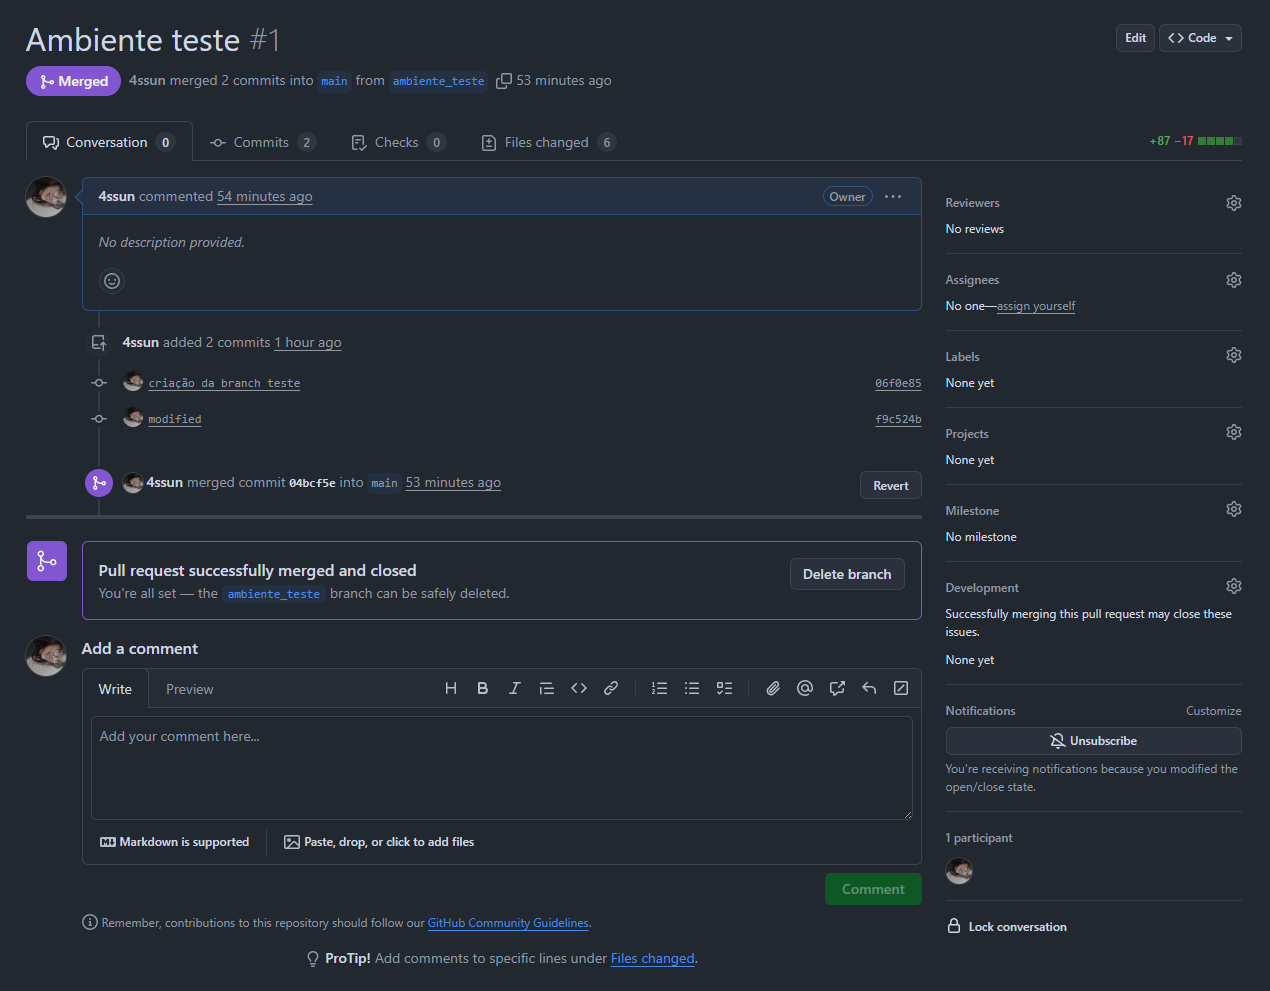 Ambiente teste #1
Edit
Code
Merged
4ssun merged 2 commits into main from ambiente_teste 53 minutes ago
Conversation 0
Commits 2
Checks 0
Files changed 6
+87 −17
4ssun commented 54 minutes ago
Owner
No description provided.
4ssun added 2 commits 1 hour ago
criação da branch teste
06f0e85
modified
f9c524b
4ssun merged commit 04bcf5e into main 53 minutes ago
Revert
Pull request successfully merged and closed
You're all set — the ambiente_teste branch can be safely deleted.
Delete branch
Add a comment
Write
Preview
Add your comment here...
Markdown is supported
Paste, drop, or click to add files
Comment
Remember, contributions to this repository should follow our GitHub Community Guidelines.
ProTip! Add comments to specific lines under Files changed.
Reviewers
No reviews
Assignees
No one—assign yourself
Labels
None yet
Projects
None yet
Milestone
No milestone
Development
Successfully merging this pull request may close these
issues.
None yet
Notifications
Customize
Unsubscribe
You're receiving notifications because you modified the
open/close state.
1 participant
Lock conversation